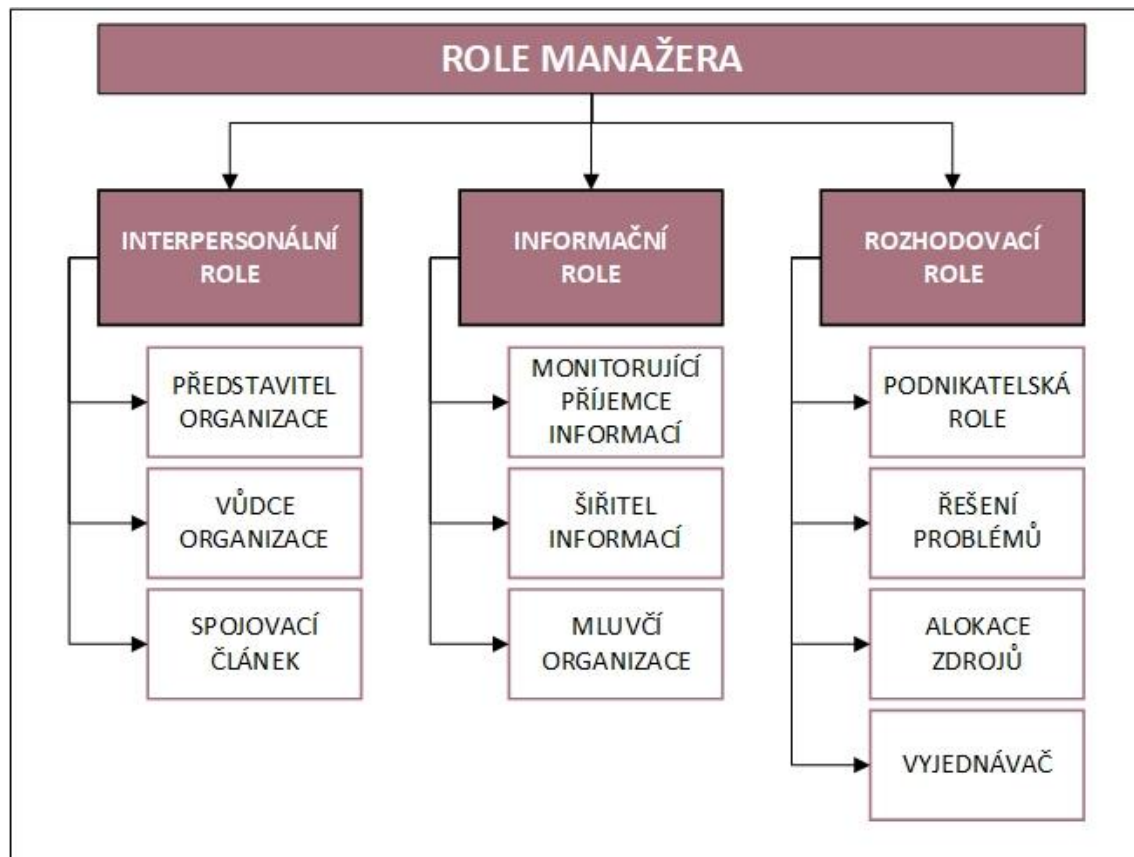 ROLE MANAŽERA
INTERPERSONÁLNÍ
ROLE
PŘEDSTAVITEL
ORGANIZACE
VŮDCE
ORGANIZACE
SPOJOVACÍ
ČLÁNEK
INFORMAČNÍ
ROLE
MONITORUJÍCÍ
PŘÍJEMCE
INFORMACÍ
ŠIŘITEL
INFORMACÍ
MLUVČÍ
ORGANIZACE
ROZHODOVACÍ
ROLE
PODNIKATELSKÁ
ROLE
ŘEŠENÍ
PROBLÉMŮ
ALOKACE
ZDROJŮ
VYJEDNÁVAČ